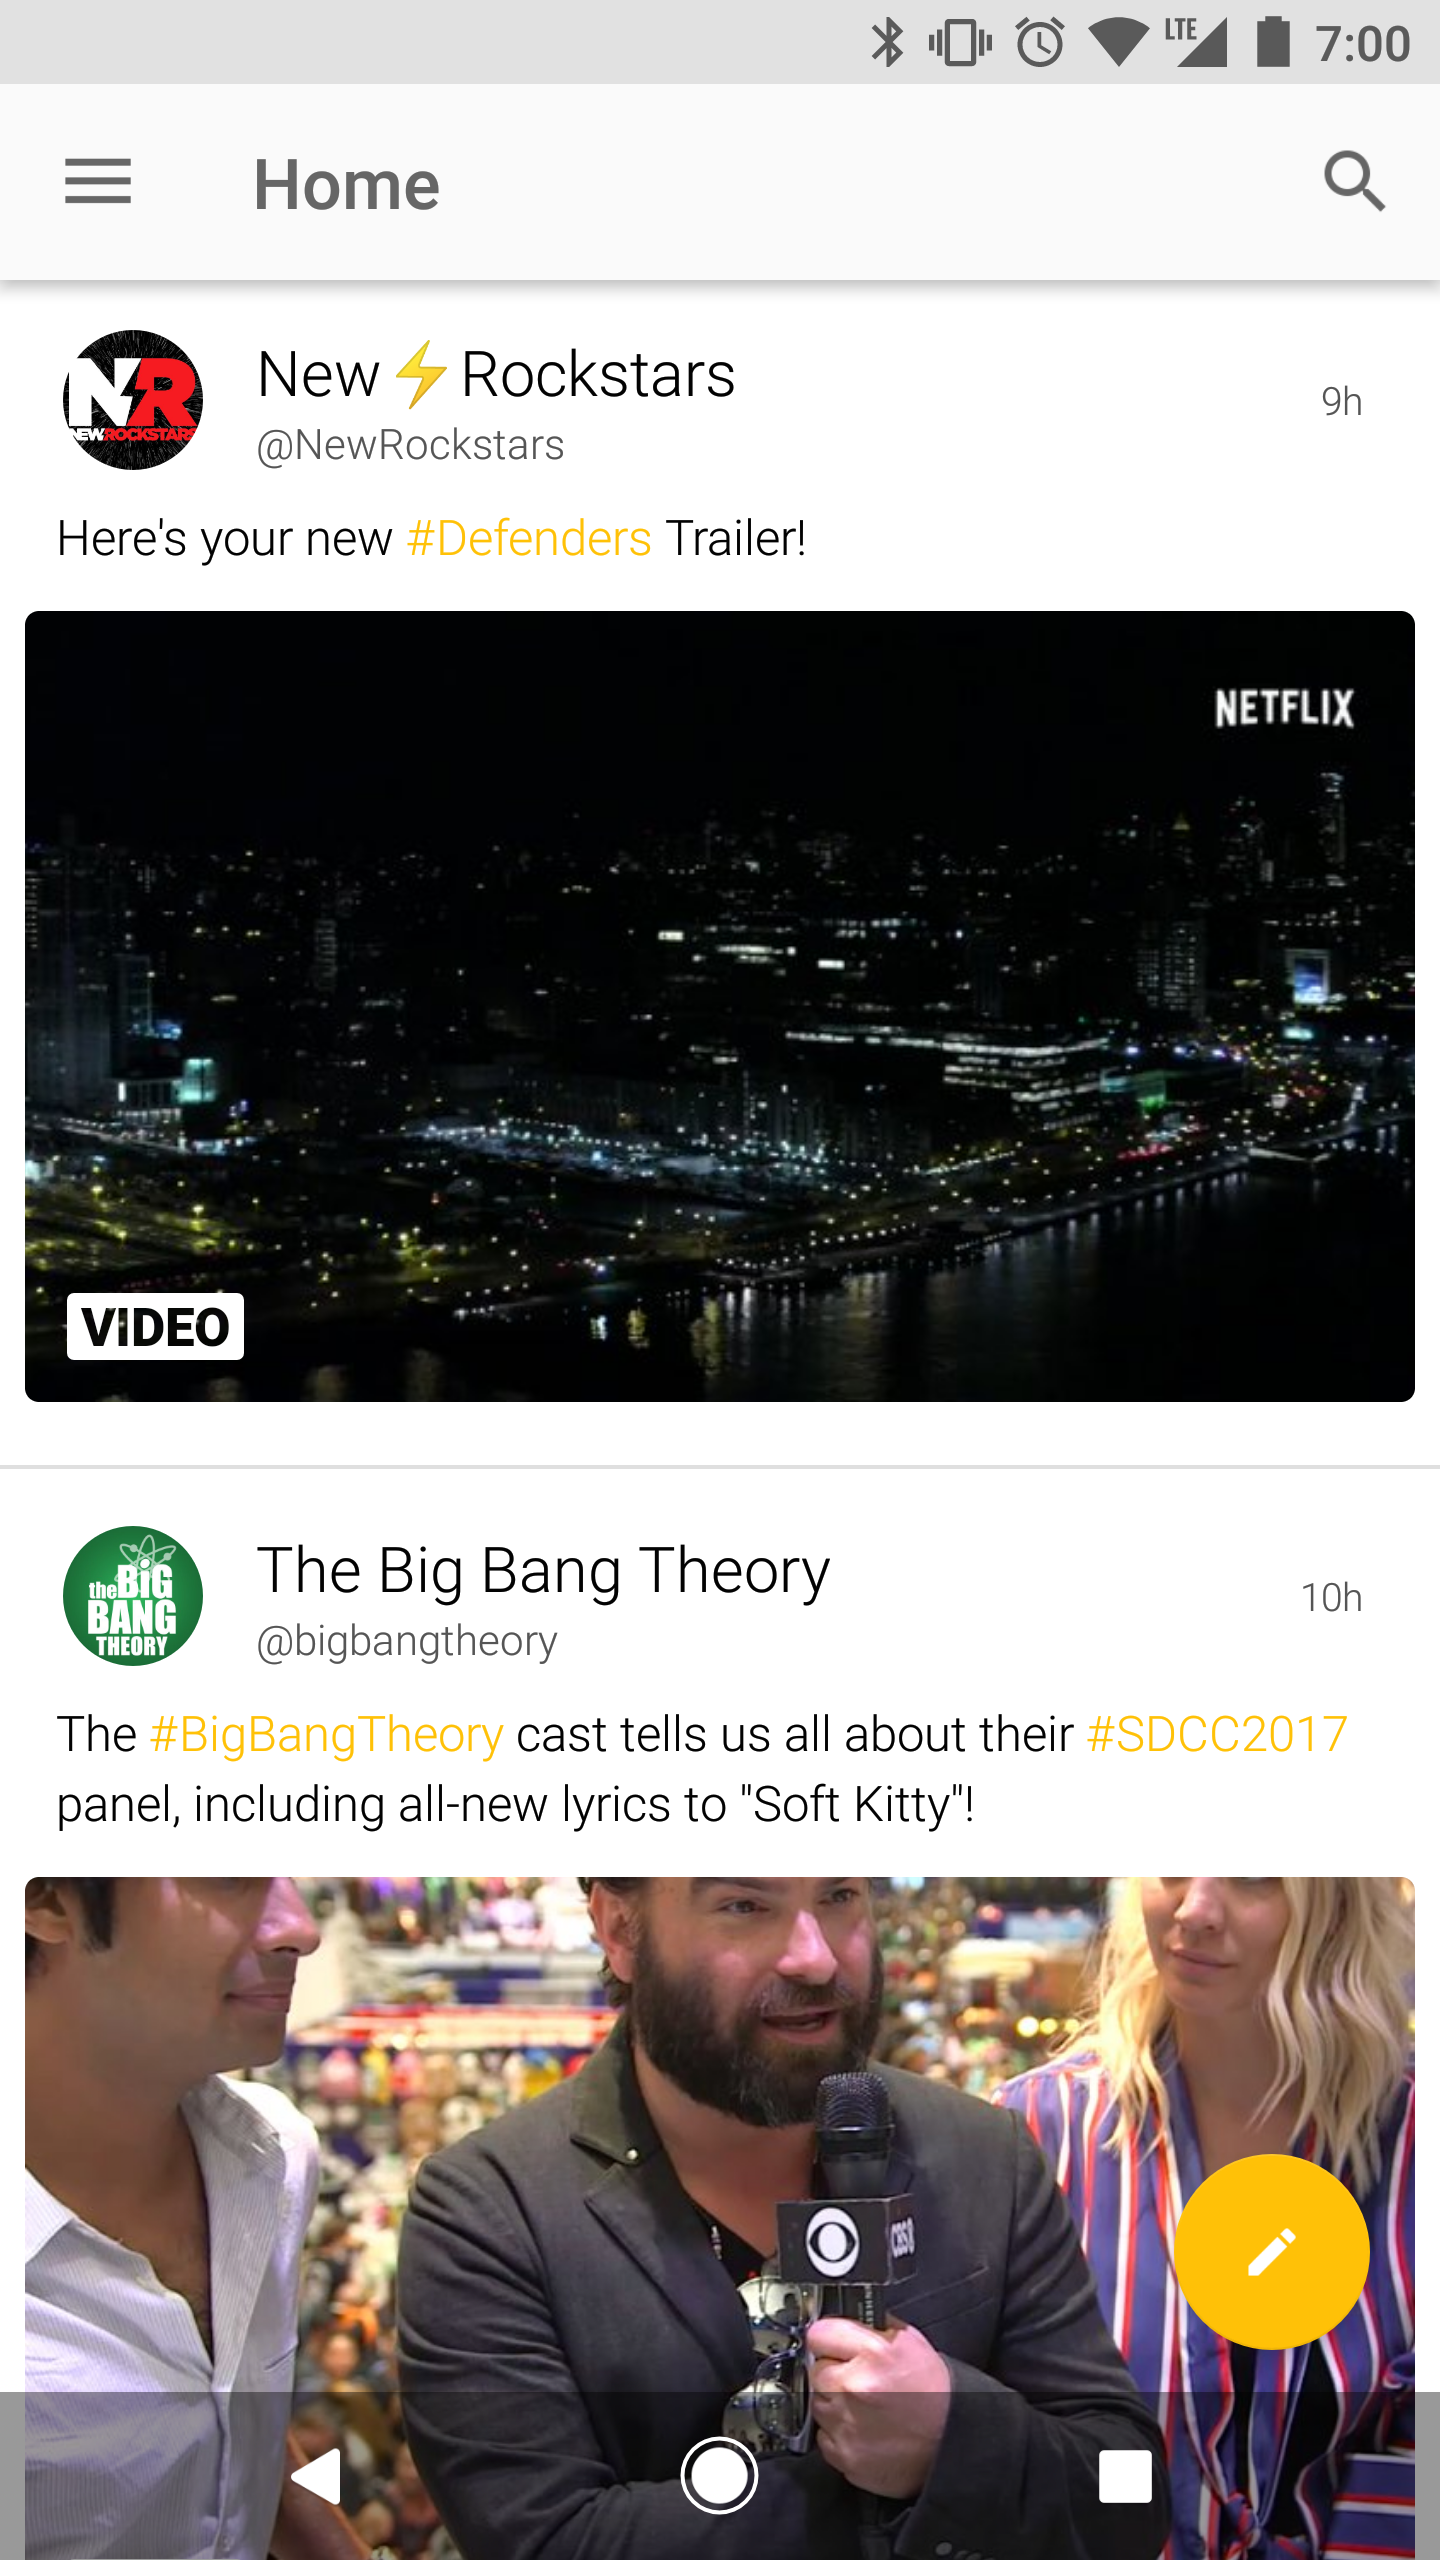 LTE 7:00
Home
New⚡Rockstars
@NewRockstars
9h
NR
NEWROCKSTARS
Here's your new #Defenders Trailer!
NETFLIX
VIDEO
The Big Bang Theory
@bigbangtheory
10h
the BIG
BANG
THEORY
The #BigBangTheory cast tells us all about their #SDCC2017
panel, including all-new lyrics to "Soft Kitty"!